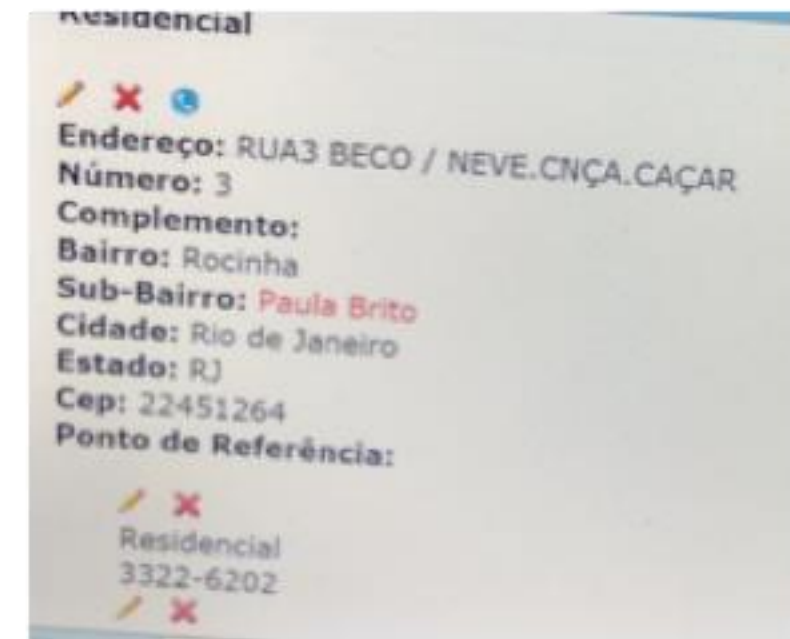 Residencial
Endereço: RUA3 BECO / NEVE.CNÇA.CAÇAR
Número: 3
Complemento:
Bairro: Rocinha
Sub-Bairro: Paula Brito
Cidade: Rio de Janeiro
Estado: RJ
Cep: 22451264
Ponto de Referência:
Residencial
3322-6202